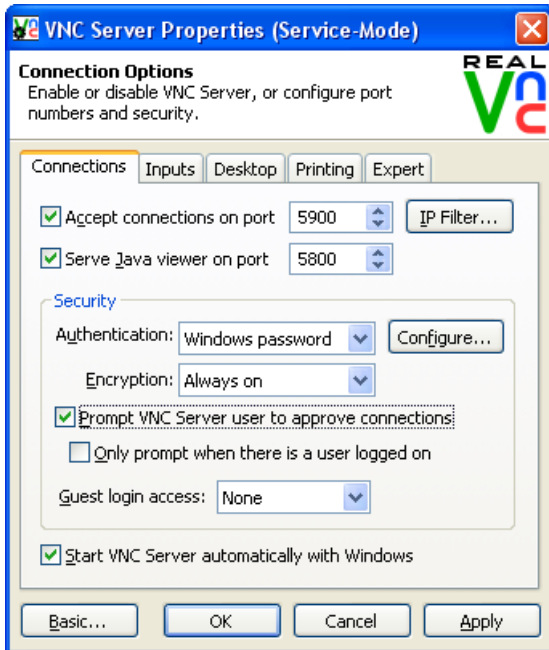 VNC Server Properties (Service-Mode)
Connection Options
Enable or disable VNC Server, or configure port
numbers and security.
REAL
VNC
Connections Inputs Desktop Printing Expert
Accept connections on port 5900 IP Filter...
Serve Java viewer on port 5800
Security
Authentication: Windows password Configure...
Encryption: Always on
Prompt VNC Server user to approve connections
Only prompt when there is a user logged on
Guest login access: None
Start VNC Server automatically with Windows
Basic... OK Cancel Apply